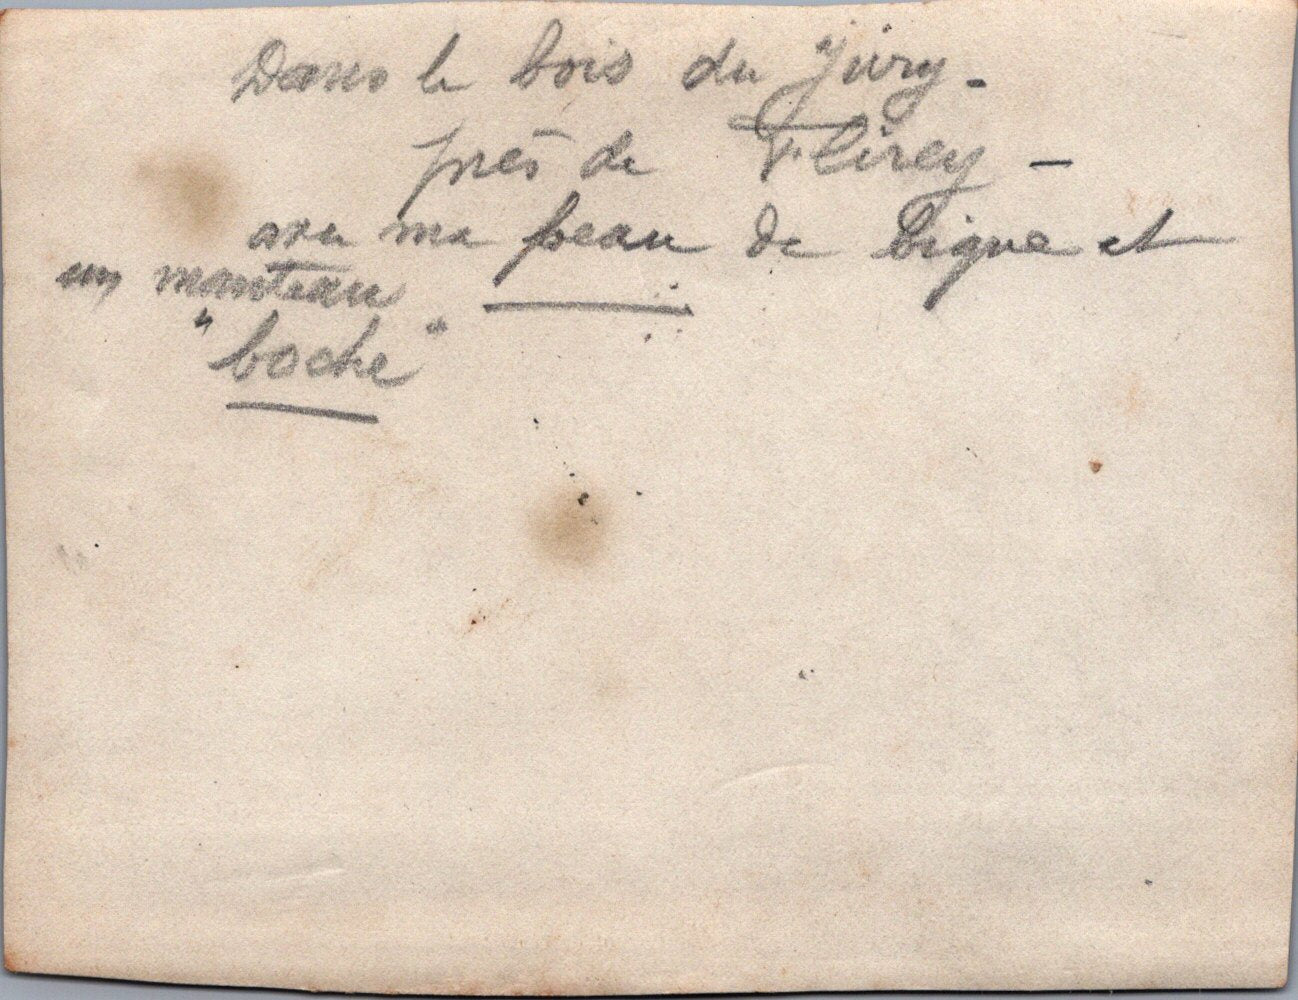 Dans le bois du Jury -
près de Flirey -
avec ma peau de bique et
un manteau
"boche"